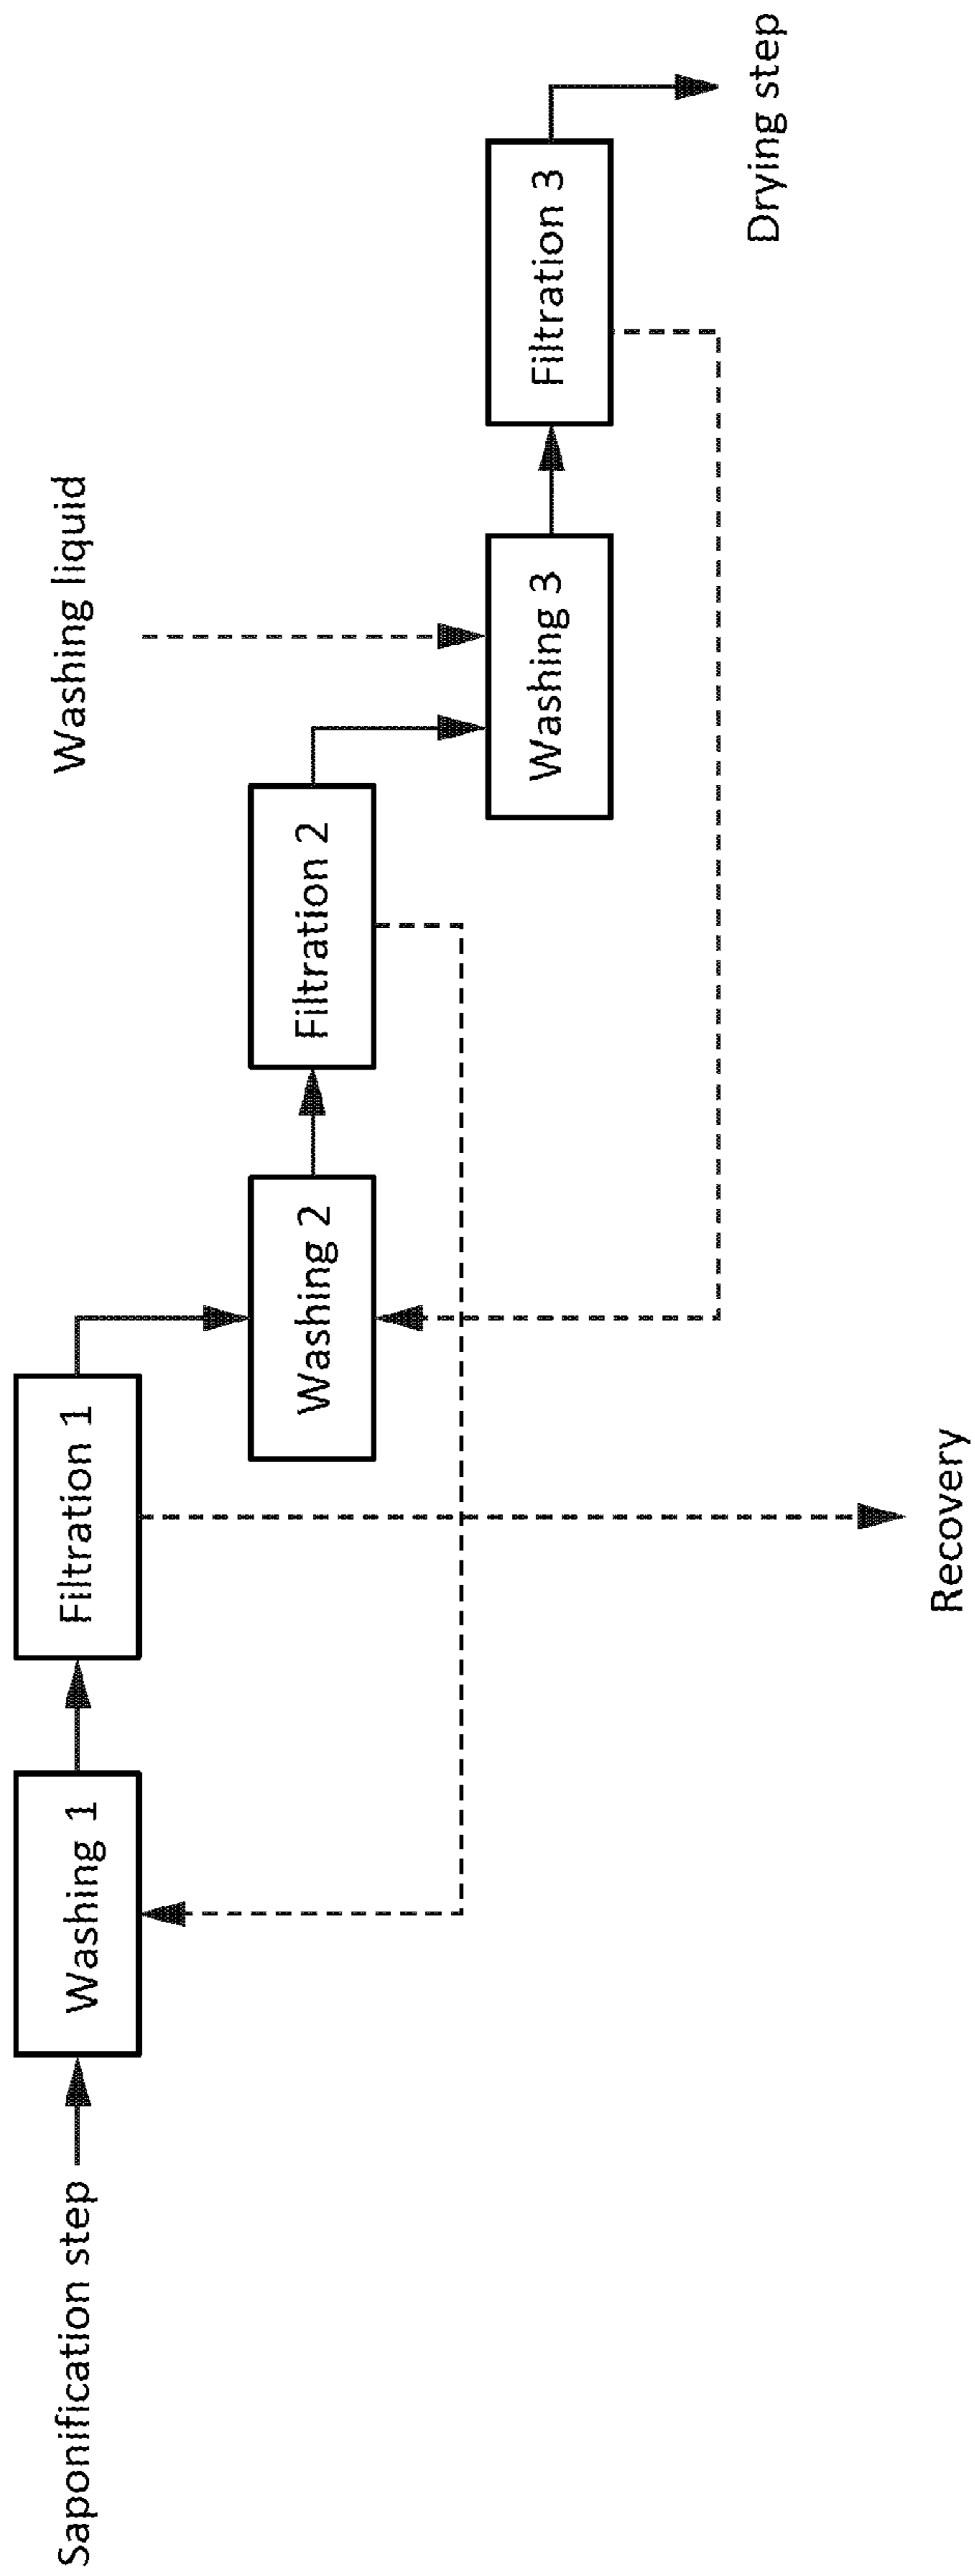 Saponification step
Washing 1
Filtration 1
Washing 2
Filtration 2
Washing liquid
Washing 3
Filtration 3
Drying step
Recovery